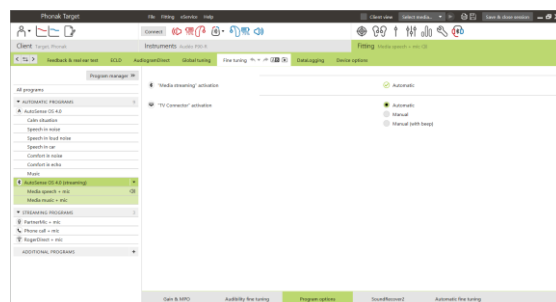 Phonak Target
File Fitting eService Help
Client view Select media... Save & close session
Connect
Client Target, Phonak
Instruments Audéo P90-R
Fitting Media speech + mic
Feedback & real ear test ECLO AudiogramDirect Global tuning Fine tuning Datalogging Device options
Program manager
All programs
AUTOMATIC PROGRAMS
AutoSense OS 4.0
Calm situation
Speech in noise
Speech in loud noise
Speech in car
Comfort in noise
Comfort in echo
Music
AutoSense OS 4.0 (streaming)
Media speech + mic
Media music + mic
STREAMING PROGRAMS
PartnerMic + mic
Phone call + mic
RogerDirect + mic
ADDITIONAL PROGRAMS +
"Media streaming" activation
Automatic
"TV Connector" activation
Automatic
Manual
Manual (with beep)
Gain & MPO Audibility fine tuning Program options SoundRecover2 Automatic fine tuning